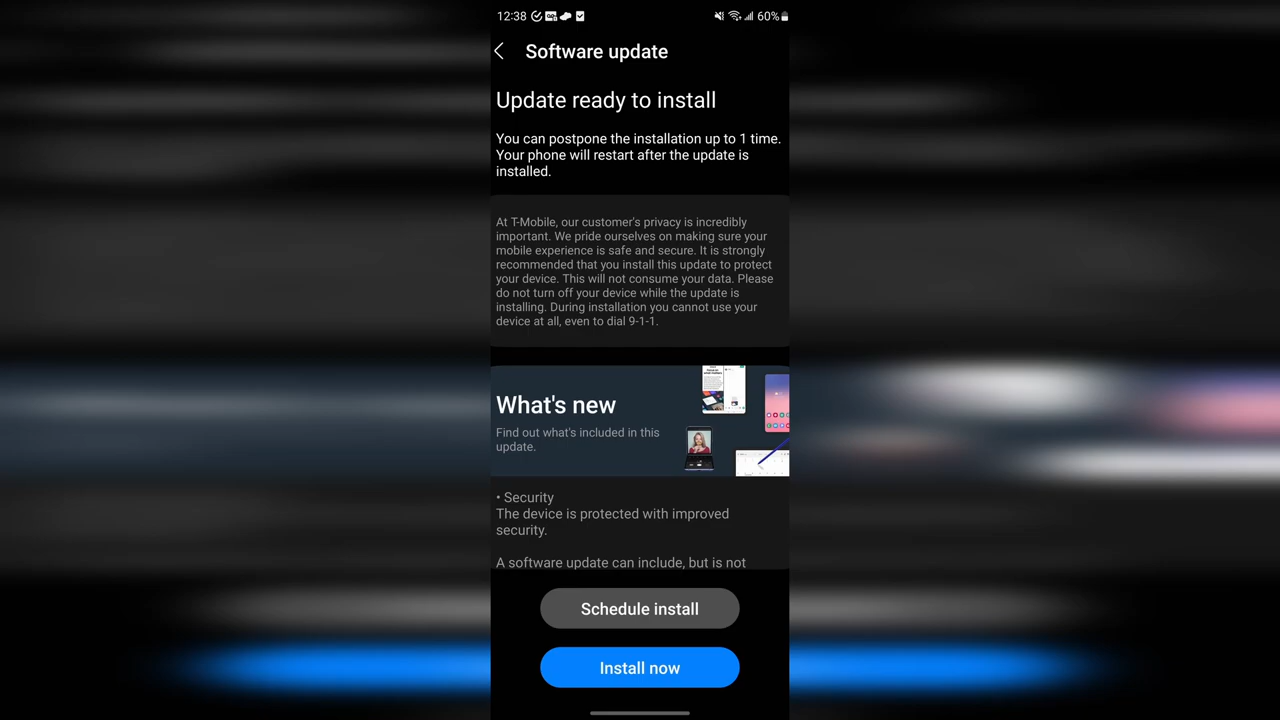 12:38
60%
Software update
Update ready to install
You can postpone the installation up to 1 time.
Your phone will restart after the update is
installed.
At T-Mobile, our customer's privacy is incredibly
important. We pride ourselves on making sure your
mobile experience is safe and secure. It is strongly
recommended that you install this update to protect
your device. This will not consume your data. Please
do not turn off your device while the update is
installing. During installation you cannot use your
device at all, even to dial 9-1-1.
What's new
Find out what's included in this
update.
• Security
The device is protected with improved
security.
A software update can include, but is not
Schedule install
Install now